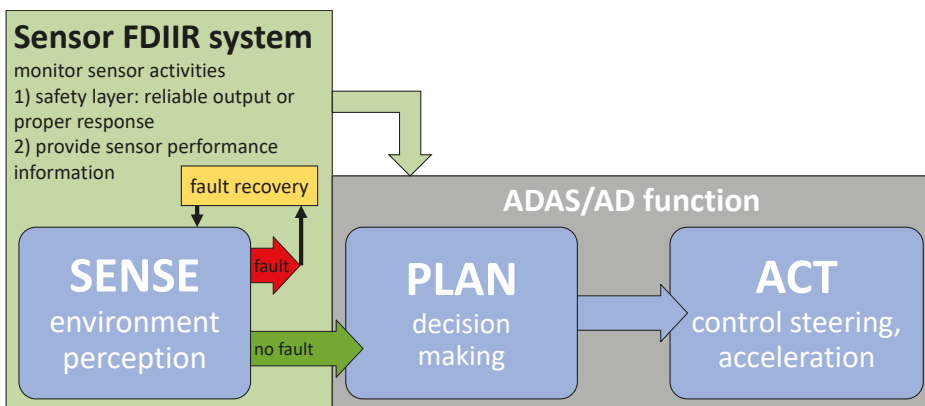 Sensor FDIIR system
monitor sensor activities
1) safety layer: reliable output or
proper response
2) provide sensor performance
information
fault recovery
ADAS/AD function
SENSE
environment
perception
fault
no fault
PLAN
decision
making
ACT
control steering,
acceleration